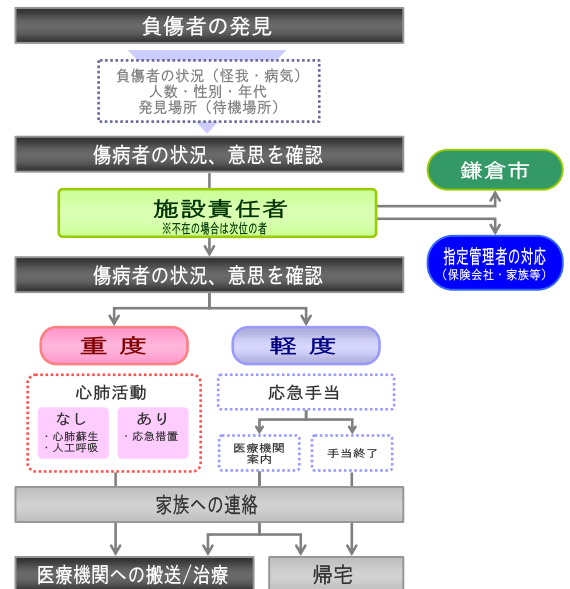 負傷者の発見
負傷者の状況（怪我・病気）
人数・性別・年代
発見場所（待機場所）
傷病者の状況、意思を確認
鎌倉市
施設責任者
※不在の場合は次位の者
指定管理者の対応
（保険会社・家族等）
傷病者の状況、意思を確認
重 度
軽 度
心肺活動
なし
・心肺蘇生
・人工呼吸
あり
・応急措置
応急手当
医療機関
案内
手当終了
家族への連絡
医療機関への搬送/治療
帰宅